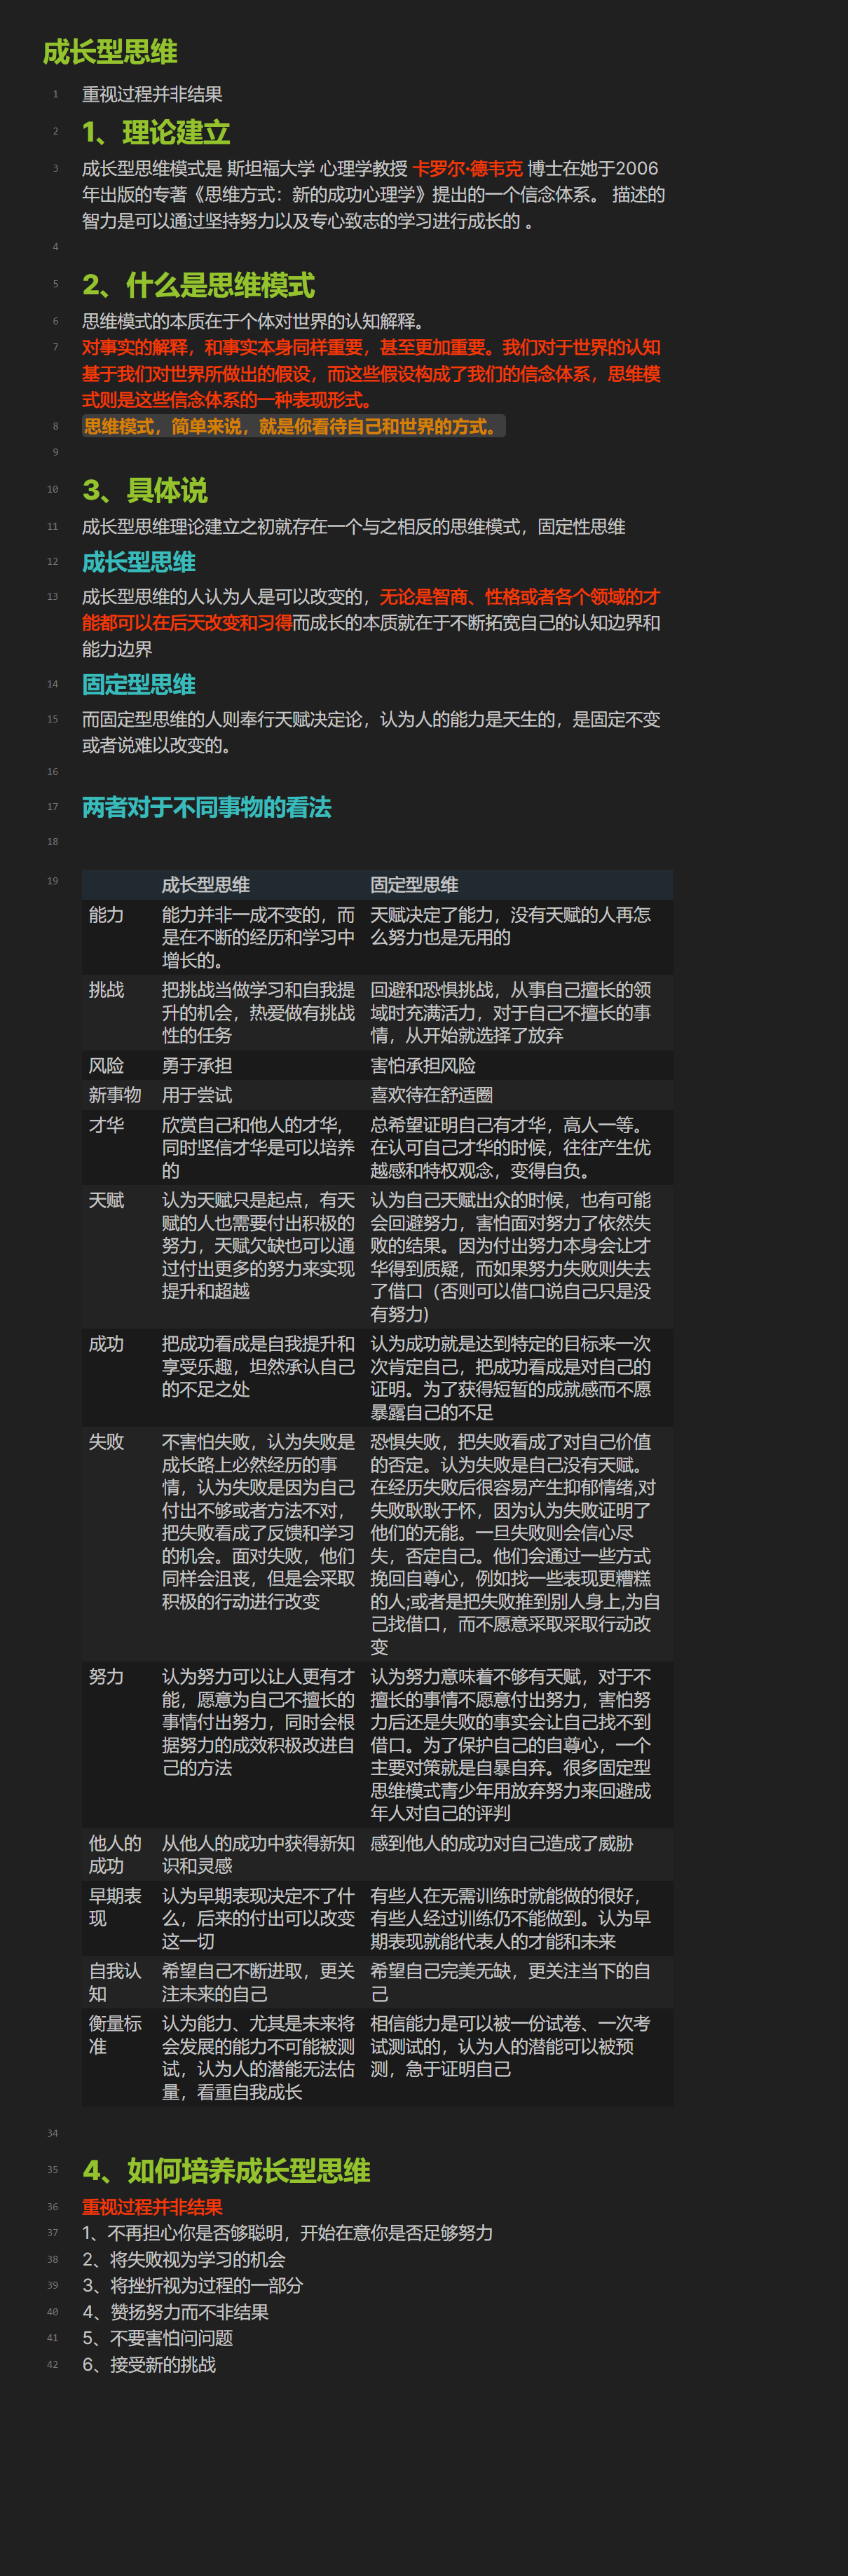 成长型思维
1 重视过程并非结果
2 1、理论建立
3 成长型思维模式是 斯坦福大学 心理学教授 卡罗尔·德韦克 博士在她于2006
年出版的专著《思维方式：新的成功心理学》提出的一个信念体系。 描述的
智力是可以通过坚持努力以及专心致志的学习进行成长的 。
4
5 2、什么是思维模式
6 思维模式的本质在于个体对世界的认知解释。
7 对事实的解释，和事实本身同样重要，甚至更加重要。我们对于世界的认知
基于我们对世界所做出的假设，而这些假设构成了我们的信念体系，思维模
式则是这些信念体系的一种表现形式。
8 思维模式，简单来说，就是你看待自己和世界的方式。
9
10 3、具体说
11 成长型思维理论建立之初就存在一个与之相反的思维模式，固定性思维
12 成长型思维
13 成长型思维的人认为人是可以改变的，无论是智商、性格或者各个领域的才
能都可以在后天改变和习得而成长的本质就在于不断拓宽自己的认知边界和
能力边界
14 固定型思维
15 而固定型思维的人则奉行天赋决定论，认为人的能力是天生的，是固定不变
或者说难以改变的。
16
17 两者对于不同事物的看法
18
19 成长型思维 固定型思维
能力 能力并非一成不变的，而 天赋决定了能力，没有天赋的人再怎
是在不断的经历和学习中 么努力也是无用的
增长的。
挑战 把挑战当做学习和自我提 回避和恐惧挑战，从事自己擅长的领
升的机会，热爱做有挑战 域时充满活力，对于自己不擅长的事
性的任务 情，从开始就选择了放弃
风险 勇于承担 害怕承担风险
新事物 用于尝试 喜欢待在舒适圈
才华 欣赏自己和他人的才华, 总希望证明自己有才华，高人一等。
同时坚信才华是可以培养 在认可自己才华的时候，往往产生优
的 越感和特权观念，变得自负。
天赋 认为天赋只是起点，有天 认为自己天赋出众的时候，也有可能
赋的人也需要付出积极的 会回避努力，害怕面对努力了依然失
努力，天赋欠缺也可以通 败的结果。因为付出努力本身会让才
过付出更多的努力来实现 华得到质疑，而如果努力失败则失去
提升和超越 了借口（否则可以借口说自己只是没
有努力)
成功 把成功看成是自我提升和 认为成功就是达到特定的目标来一次
享受乐趣，坦然承认自己 次肯定自己，把成功看成是对自己的
的不足之处 证明。为了获得短暂的成就感而不愿
暴露自己的不足
失败 不害怕失败，认为失败是 恐惧失败，把失败看成了对自己价值
成长路上必然经历的事 的否定。认为失败是自己没有天赋。
情，认为失败是因为自己 在经历失败后很容易产生抑郁情绪,对
付出不够或者方法不对， 失败耿耿于怀，因为认为失败证明了
把失败看成了反馈和学习 他们的无能。一旦失败则会信心尽
的机会。面对失败，他们 失，否定自己。他们会通过一些方式
同样会沮丧，但是会采取 挽回自尊心，例如找一些表现更糟糕
积极的行动进行改变 的人;或者是把失败推到别人身上,为自
己找借口，而不愿意采取采取行动改
变
努力 认为努力可以让人更有才 认为努力意味着不够有天赋，对于不
能，愿意为自己不擅长的 擅长的事情不愿意付出努力，害怕努
事情付出努力，同时会根 力后还是失败的事实会让自己找不到
据努力的成效积极改进自 借口。为了保护自己的自尊心，一个
己的方法 主要对策就是自暴自弃。很多固定型
思维模式青少年用放弃努力来回避成
年人对自己的评判
他人的 从他人的成功中获得新知 感到他人的成功对自己造成了威胁
成功 识和灵感
早期表 认为早期表现决定不了什 有些人在无需训练时就能做的很好，
现 么，后来的付出可以改变 有些人经过训练仍不能做到。认为早
这一切 期表现就能代表人的才能和未来
自我认 希望自己不断进取，更关 希望自己完美无缺，更关注当下的自
知 注未来的自己 己
衡量标 认为能力、尤其是未来将 相信能力是可以被一份试卷、一次考
准 会发展的能力不可能被测 试测试的，认为人的潜能可以被预
试，认为人的潜能无法估 测，急于证明自己
量，看重自我成长
34
35 4、如何培养成长型思维
36 重视过程并非结果
37 1、不再担心你是否够聪明，开始在意你是否足够努力
38 2、将失败视为学习的机会
39 3、将挫折视为过程的一部分
40 4、赞扬努力而不非结果
41 5、不要害怕问问题
42 6、接受新的挑战